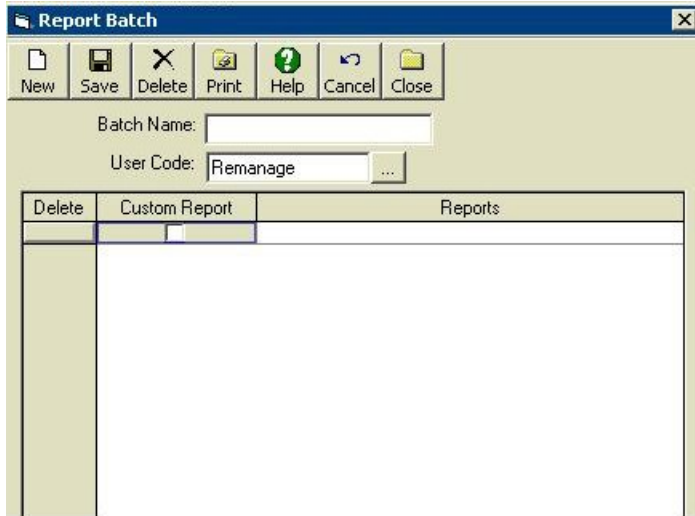 Report Batch
New Save Delete Print Help Cancel Close
Batch Name:
User Code: Remanage ...
Delete Custom Report Reports